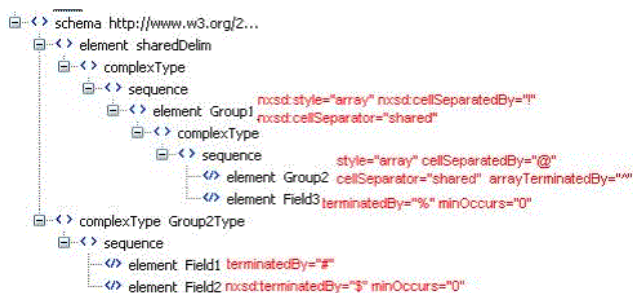 schema http://www.w3.org/2...
element sharedDelim
complexType
sequence
element Group1 nxsd:style="array" nxsd:cellSeparatedBy="!"
nxsd:cellSeparator="shared"
complexType
sequence
style="array" cellSeparatedBy="@"
element Group2 cellSeparator="shared" arrayTerminatedBy="^"
element Field3 terminatedBy="%" minOccurs="0"
complexType Group2Type
sequence
element Field1 terminatedBy="#"
element Field2 nxsd:terminatedBy="$" minOccurs="0"